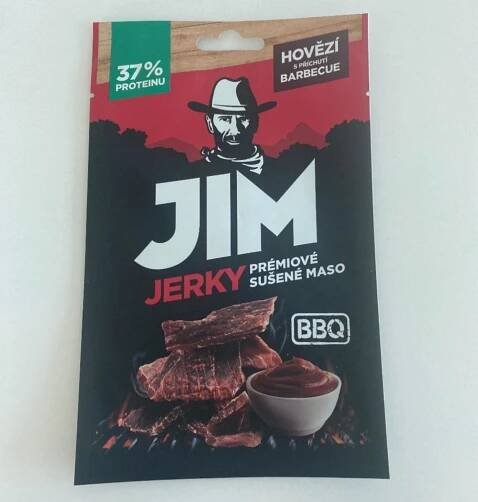 37%
PROTEINU
HOVĚZÍ
S PŘÍCHUTÍ
BARBECUE
JIM
JERKY
PRÉMIOVÉ
SUŠENÉ MASO
BBQ